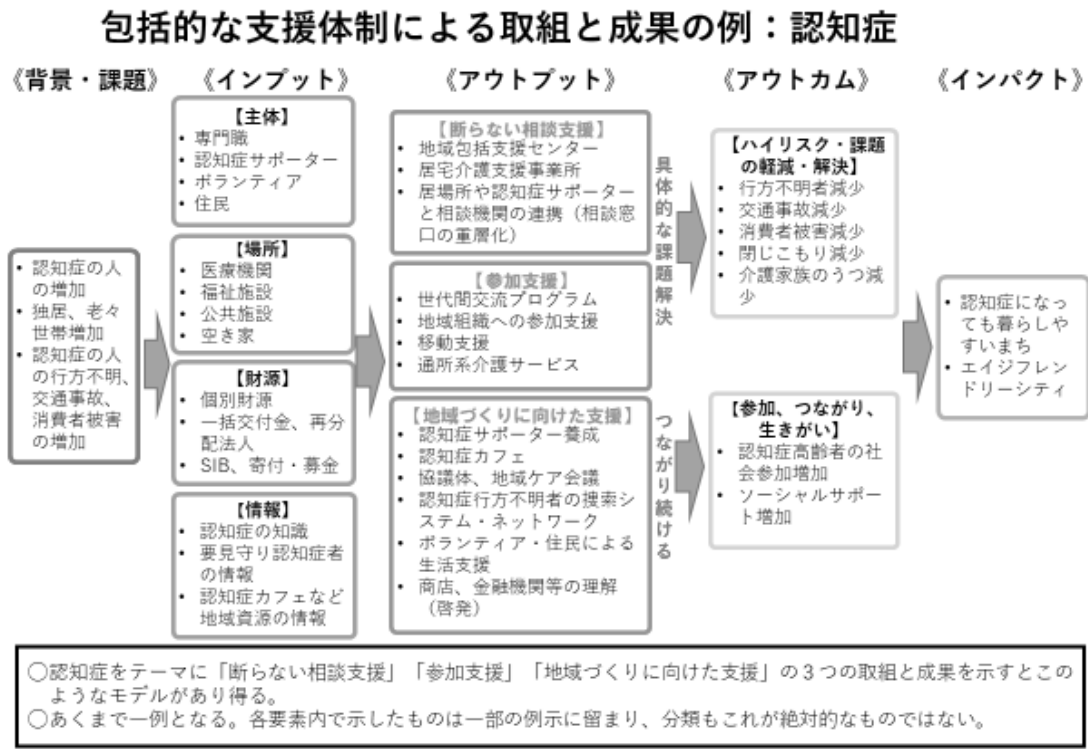 包括的な支援体制による取組と成果の例：認知症
《背景・課題》
《インプット》
《アウトプット》
《アウトカム》
《インパクト》
• 認知症の人
の増加
• 独居、老々
世帯増加
• 認知症の人
の行方不明、
交通事故、
消費者被害
の増加
【主体】
• 専門職
• 認知症サポーター
• ボランティア
• 住民
【場所】
• 医療機関
• 福祉施設
• 公共施設
• 空き家
【財源】
• 個別財源
• 一括交付金、再分
配法人
• SIB、寄付・募金
【情報】
• 認知症の知識
• 要見守り認知症者
の情報
• 認知症カフェなど
地域資源の情報
【断らない相談支援】
• 地域包括支援センター
• 居宅介護支援事業所
• 居場所や認知症サポーター
と相談機関の連携（相談窓
口の重層化）
【参加支援】
• 世代間交流プログラム
• 地域組織への参加支援
• 移動支援
• 通所系介護サービス
【地域づくりに向けた支援】
• 認知症サポーター養成
• 認知症カフェ
• 協議体、地域ケア会議
• 認知症行方不明者の捜索シ
ステム・ネットワーク
• ボランティア・住民による
生活支援
• 商店、金融機関等の理解
（啓発）
具体的な課題解決
つながり続ける
【ハイリスク・課題
の軽減・解決】
• 行方不明者減少
• 交通事故減少
• 消費者被害減少
• 閉じこもり減少
• 介護家族のうつ減
少
【参加、つながり、
生きがい】
• 認知症高齢者の社
会参加増加
• ソーシャルサポー
ト増加
• 認知症になっ
ても暮らしや
すいまち
• エイジフレン
ドリーシティ
○認知症をテーマに「断らない相談支援」「参加支援」「地域づくりに向けた支援」の３つの取組と成果を示すとこの
ようなモデルがあり得る。
○あくまで一例となる。各要素内で示したものは一部の例示に留まり、分類もこれが絶対的なものではない。